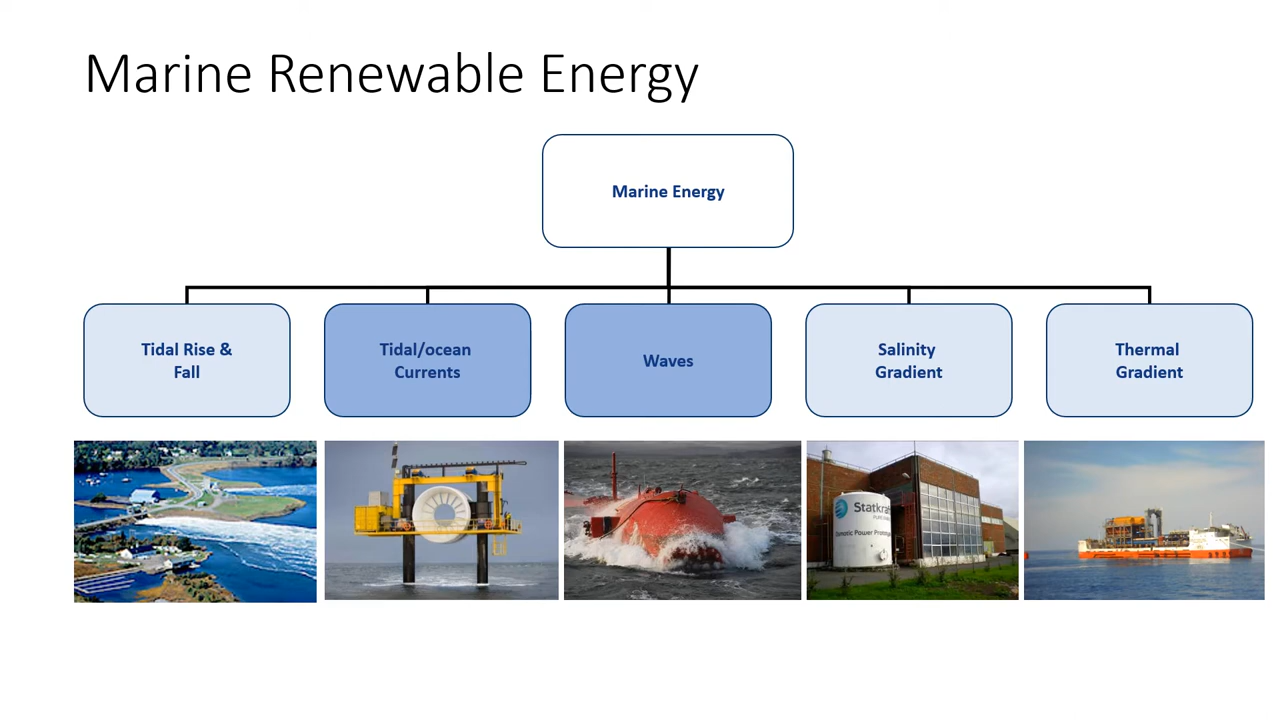 Marine Renewable Energy
Marine Energy
Tidal Rise &
Fall
Tidal/ocean
Currents
Waves
Salinity
Gradient
Thermal
Gradient
Statkraft
Osmotic Power Prototype